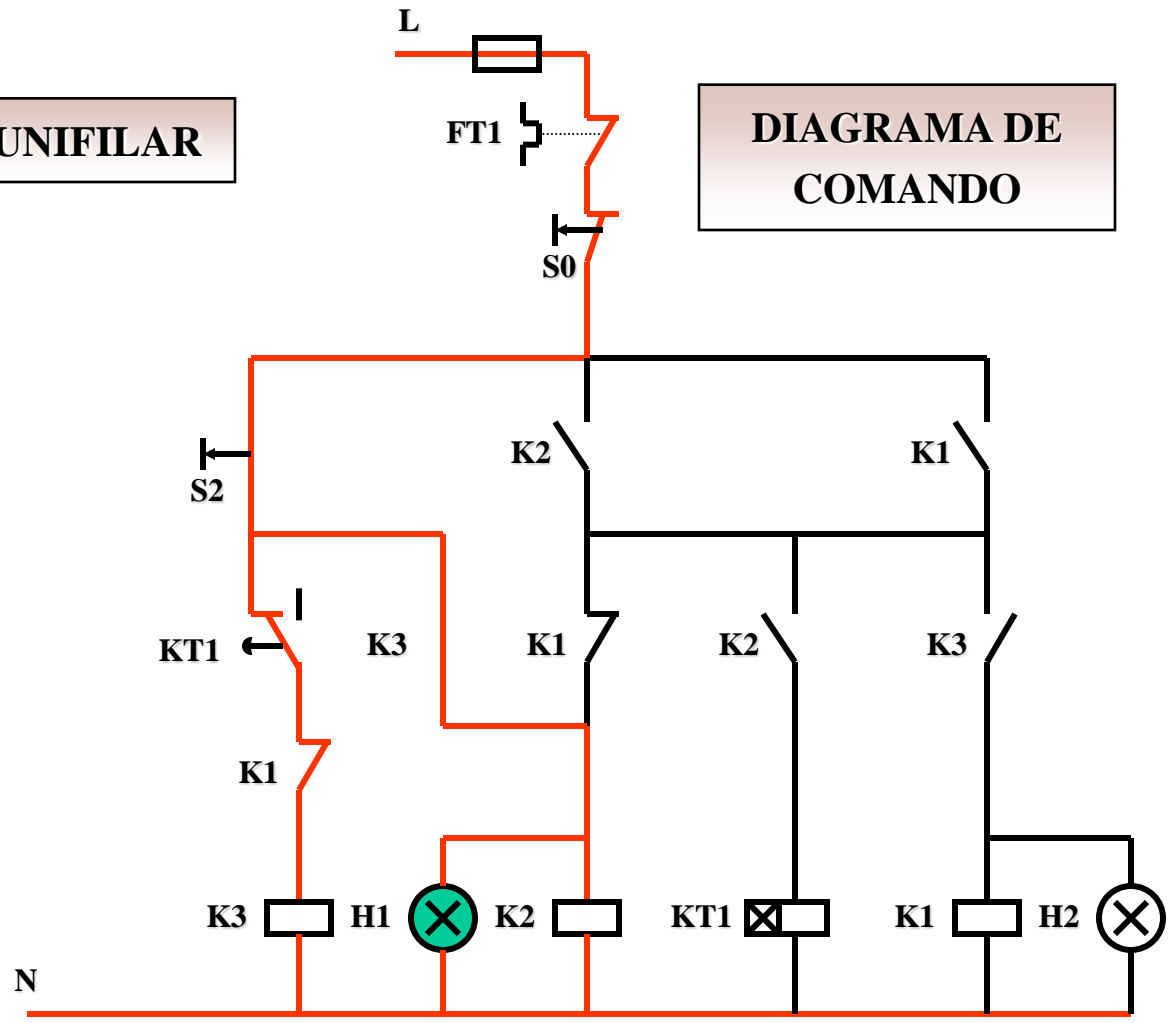 L
UNIFILAR
FT1
DIAGRAMA DE
COMANDO
S0
K2
K1
S2
KT1
K3
K1
K2
K3
K1
K3
H1
K2
KT1
K1
H2
N